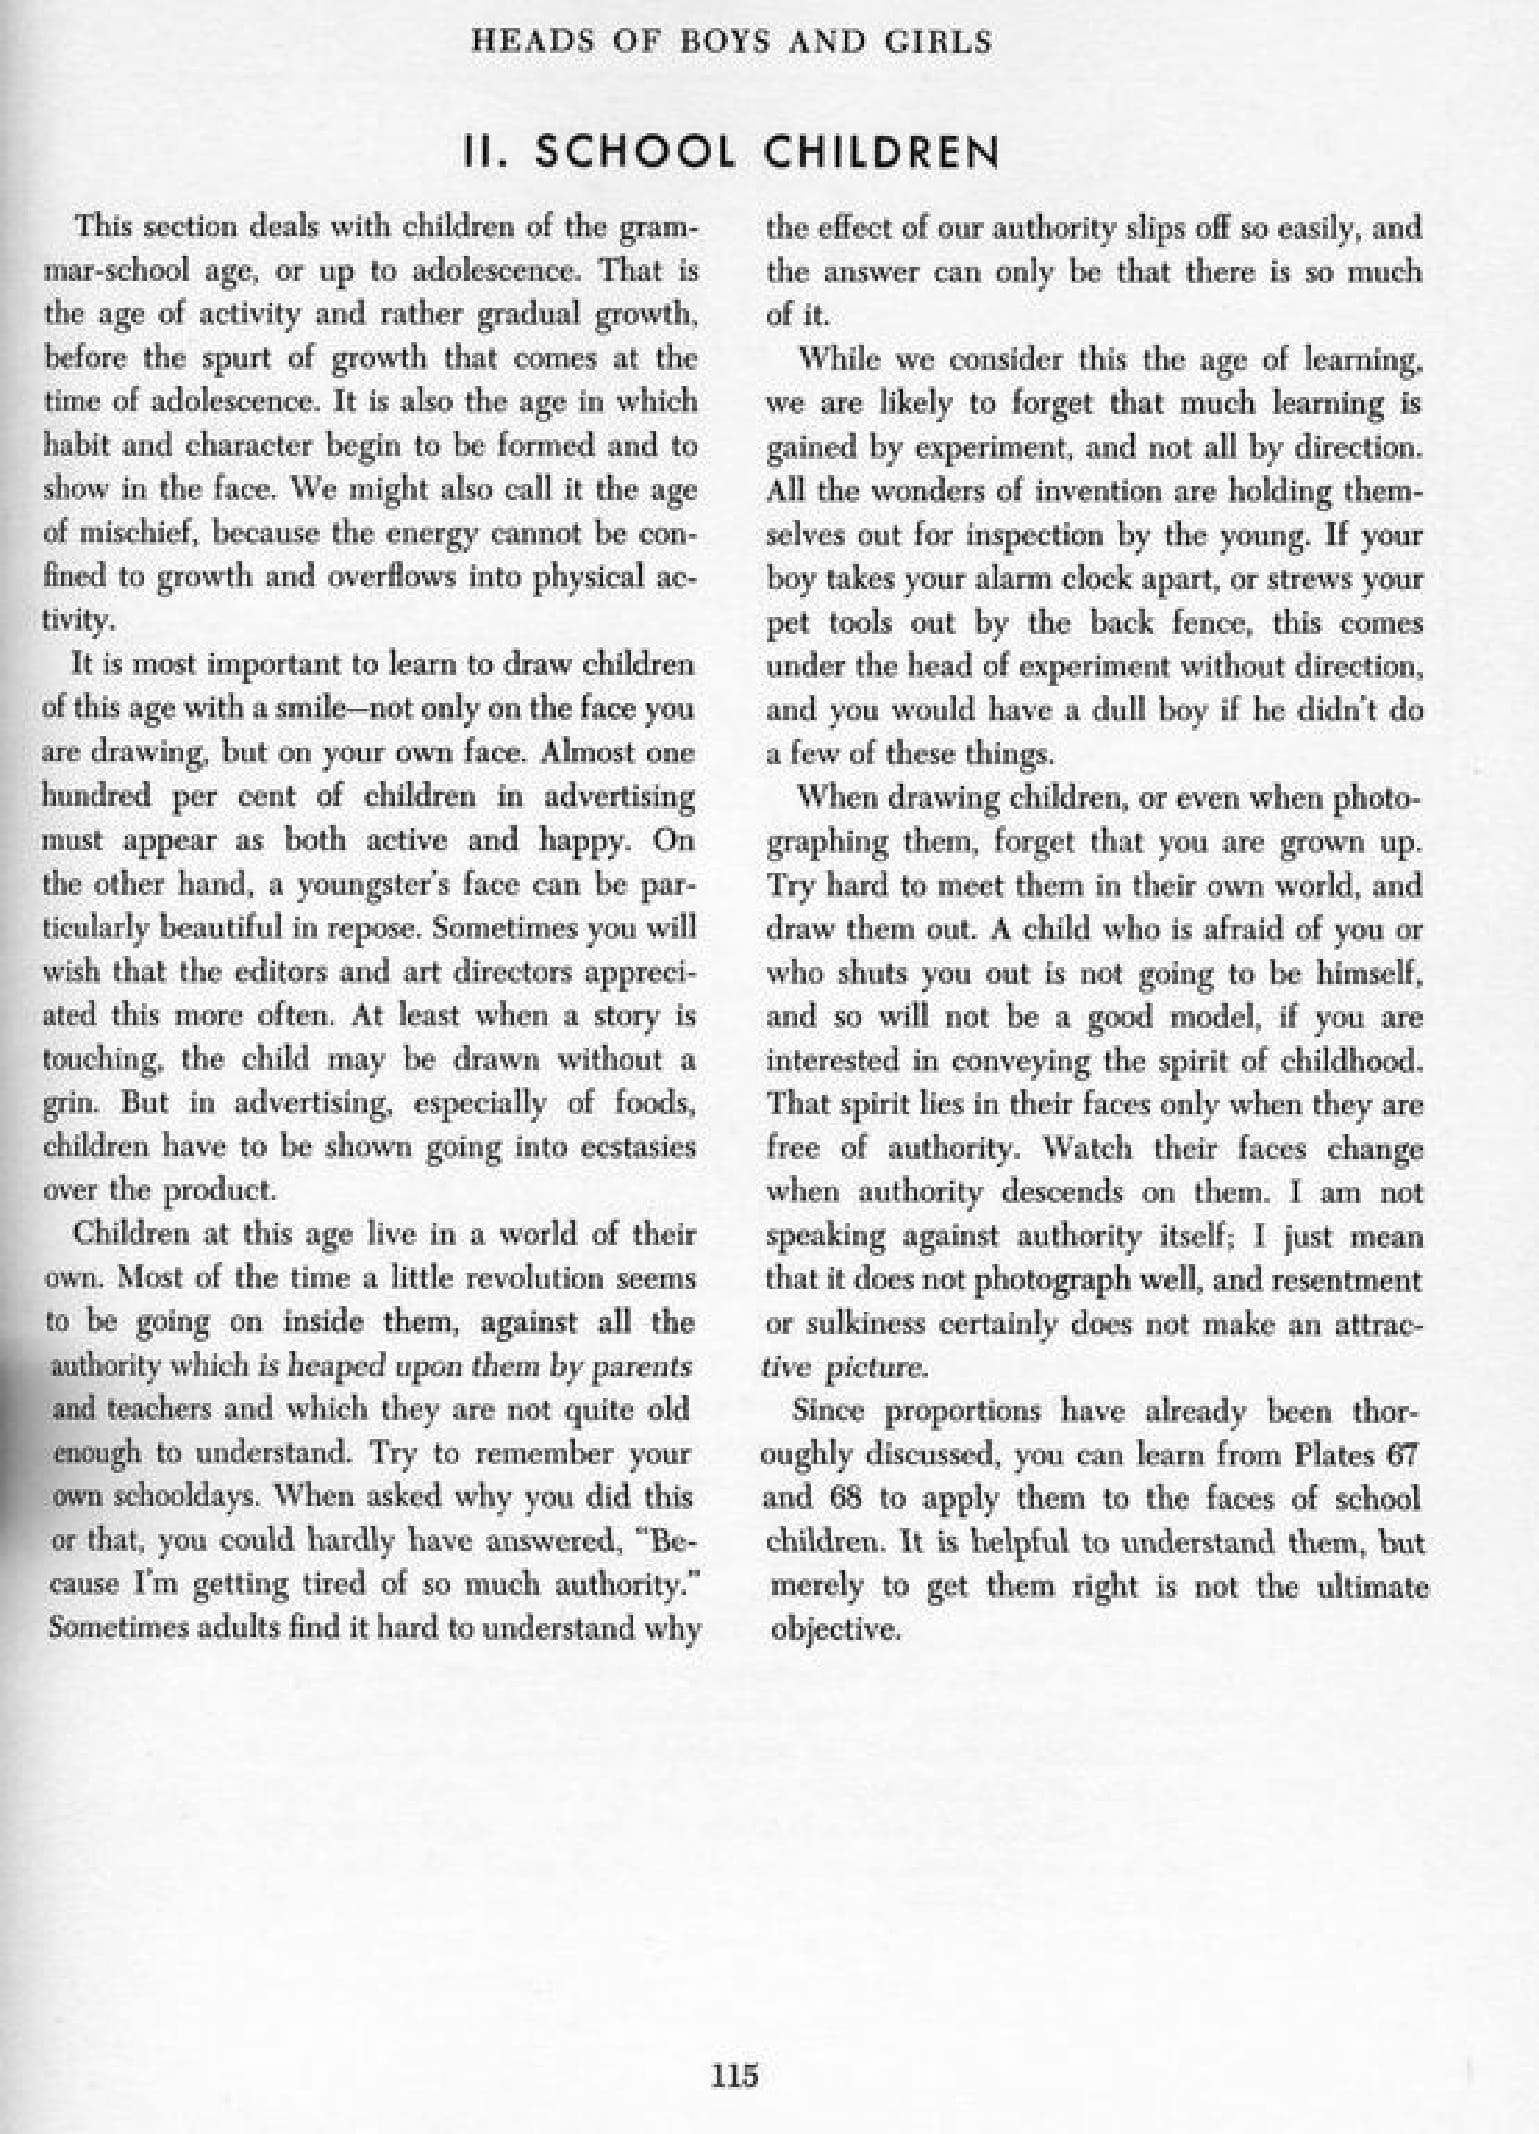 HEADS OF BOYS AND GIRLS
II. SCHOOL CHILDREN
This section deals with children of the gram-
mar-school age, or up to adolescence. That is
the age of activity and rather gradual growth,
before the spurt of growth that comes at the
time of adolescence. It is also the age in which
habit and character begin to be formed and to
show in the face. We might also call it the age
of mischief, because the energy cannot be con-
fined to growth and overflows into physical ac-
tivity.
It is most important to learn to draw children
of this age with a smile—not only on the face you
are drawing, but on your own face. Almost one
hundred per cent of children in advertising
must appear as both active and happy. On
the other hand, a youngster's face can be par-
ticularly beautiful in repose. Sometimes you will
wish that the editors and art directors appreci-
ated this more often. At least when a story is
touching, the child may be drawn without a
grin. But in advertising, especially of foods,
children have to be shown going into ecstasies
over the product.
Children at this age live in a world of their
own. Most of the time a little revolution seems
to be going on inside them, against all the
authority which is heaped upon them by parents
and teachers and which they are not quite old
enough to understand. Try to remember your
own schooldays. When asked why you did this
or that, you could hardly have answered, "Be-
cause I'm getting tired of so much authority."
Sometimes adults find it hard to understand why
the effect of our authority slips off so easily, and
the answer can only be that there is so much
of it.
While we consider this the age of learning,
we are likely to forget that much learning is
gained by experiment, and not all by direction.
All the wonders of invention are holding them-
selves out for inspection by the young. If your
boy takes your alarm clock apart, or strews your
pet tools out by the back fence, this comes
under the head of experiment without direction,
and you would have a dull boy if he didn't do
a few of these things.
When drawing children, or even when photo-
graphing them, forget that you are grown up.
Try hard to meet them in their own world, and
draw them out. A child who is afraid of you or
who shuts you out is not going to be himself,
and so will not be a good model, if you are
interested in conveying the spirit of childhood.
That spirit lies in their faces only when they are
free of authority. Watch their faces change
when authority descends on them. I am not
speaking against authority itself; I just mean
that it does not photograph well, and resentment
or sulkiness certainly does not make an attrac-
tive picture.
Since proportions have already been thor-
oughly discussed, you can learn from Plates 67
and 68 to apply them to the faces of school
children. It is helpful to understand them, but
merely to get them right is not the ultimate
objective.
115